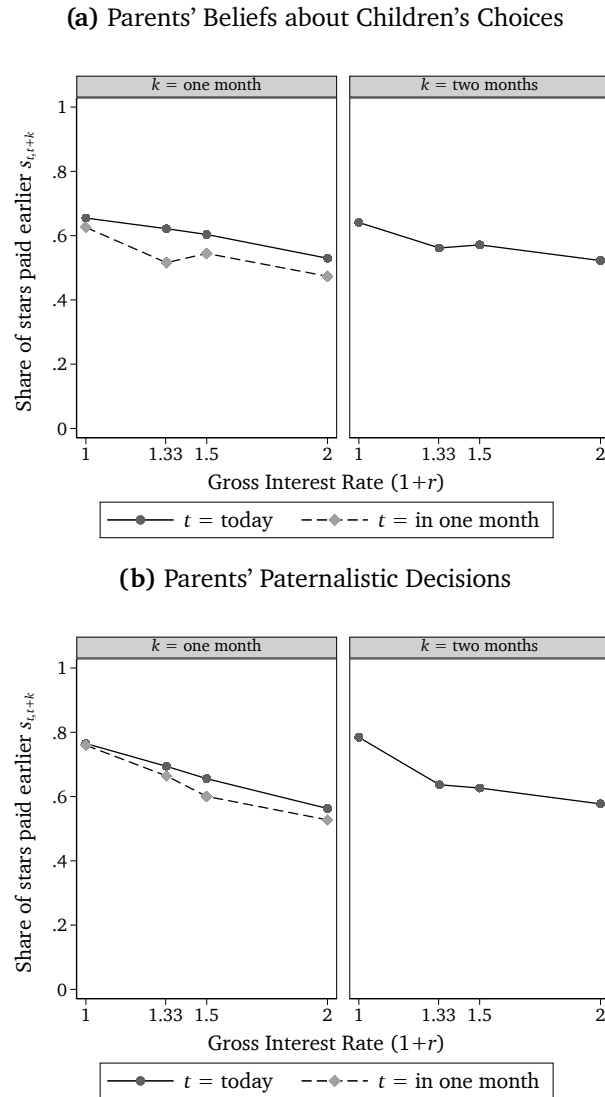 (a) Parents' Beliefs about Children's Choices
k = one month
k = two months
Share of stars paid earlier s_{t,t+k}
1
.8
.6
.4
.2
0
1 1.33 1.5 2
1 1.33 1.5 2
Gross Interest Rate (1+r)
t = today
t = in one month
(b) Parents' Paternalistic Decisions
k = one month
k = two months
Share of stars paid earlier s_{t,t+k}
1
.8
.6
.4
.2
0
1 1.33 1.5 2
1 1.33 1.5 2
Gross Interest Rate (1+r)
t = today
t = in one month